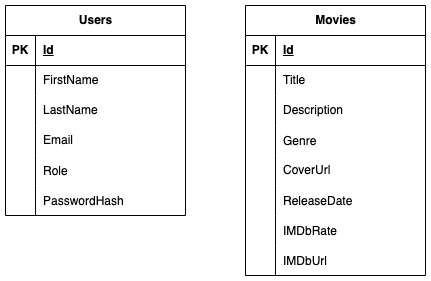 Users
PK Id
FirstName
LastName
Email
Role
PasswordHash
Movies
PK Id
Title
Description
Genre
CoverUrl
ReleaseDate
IMDbRate
IMDbUrl